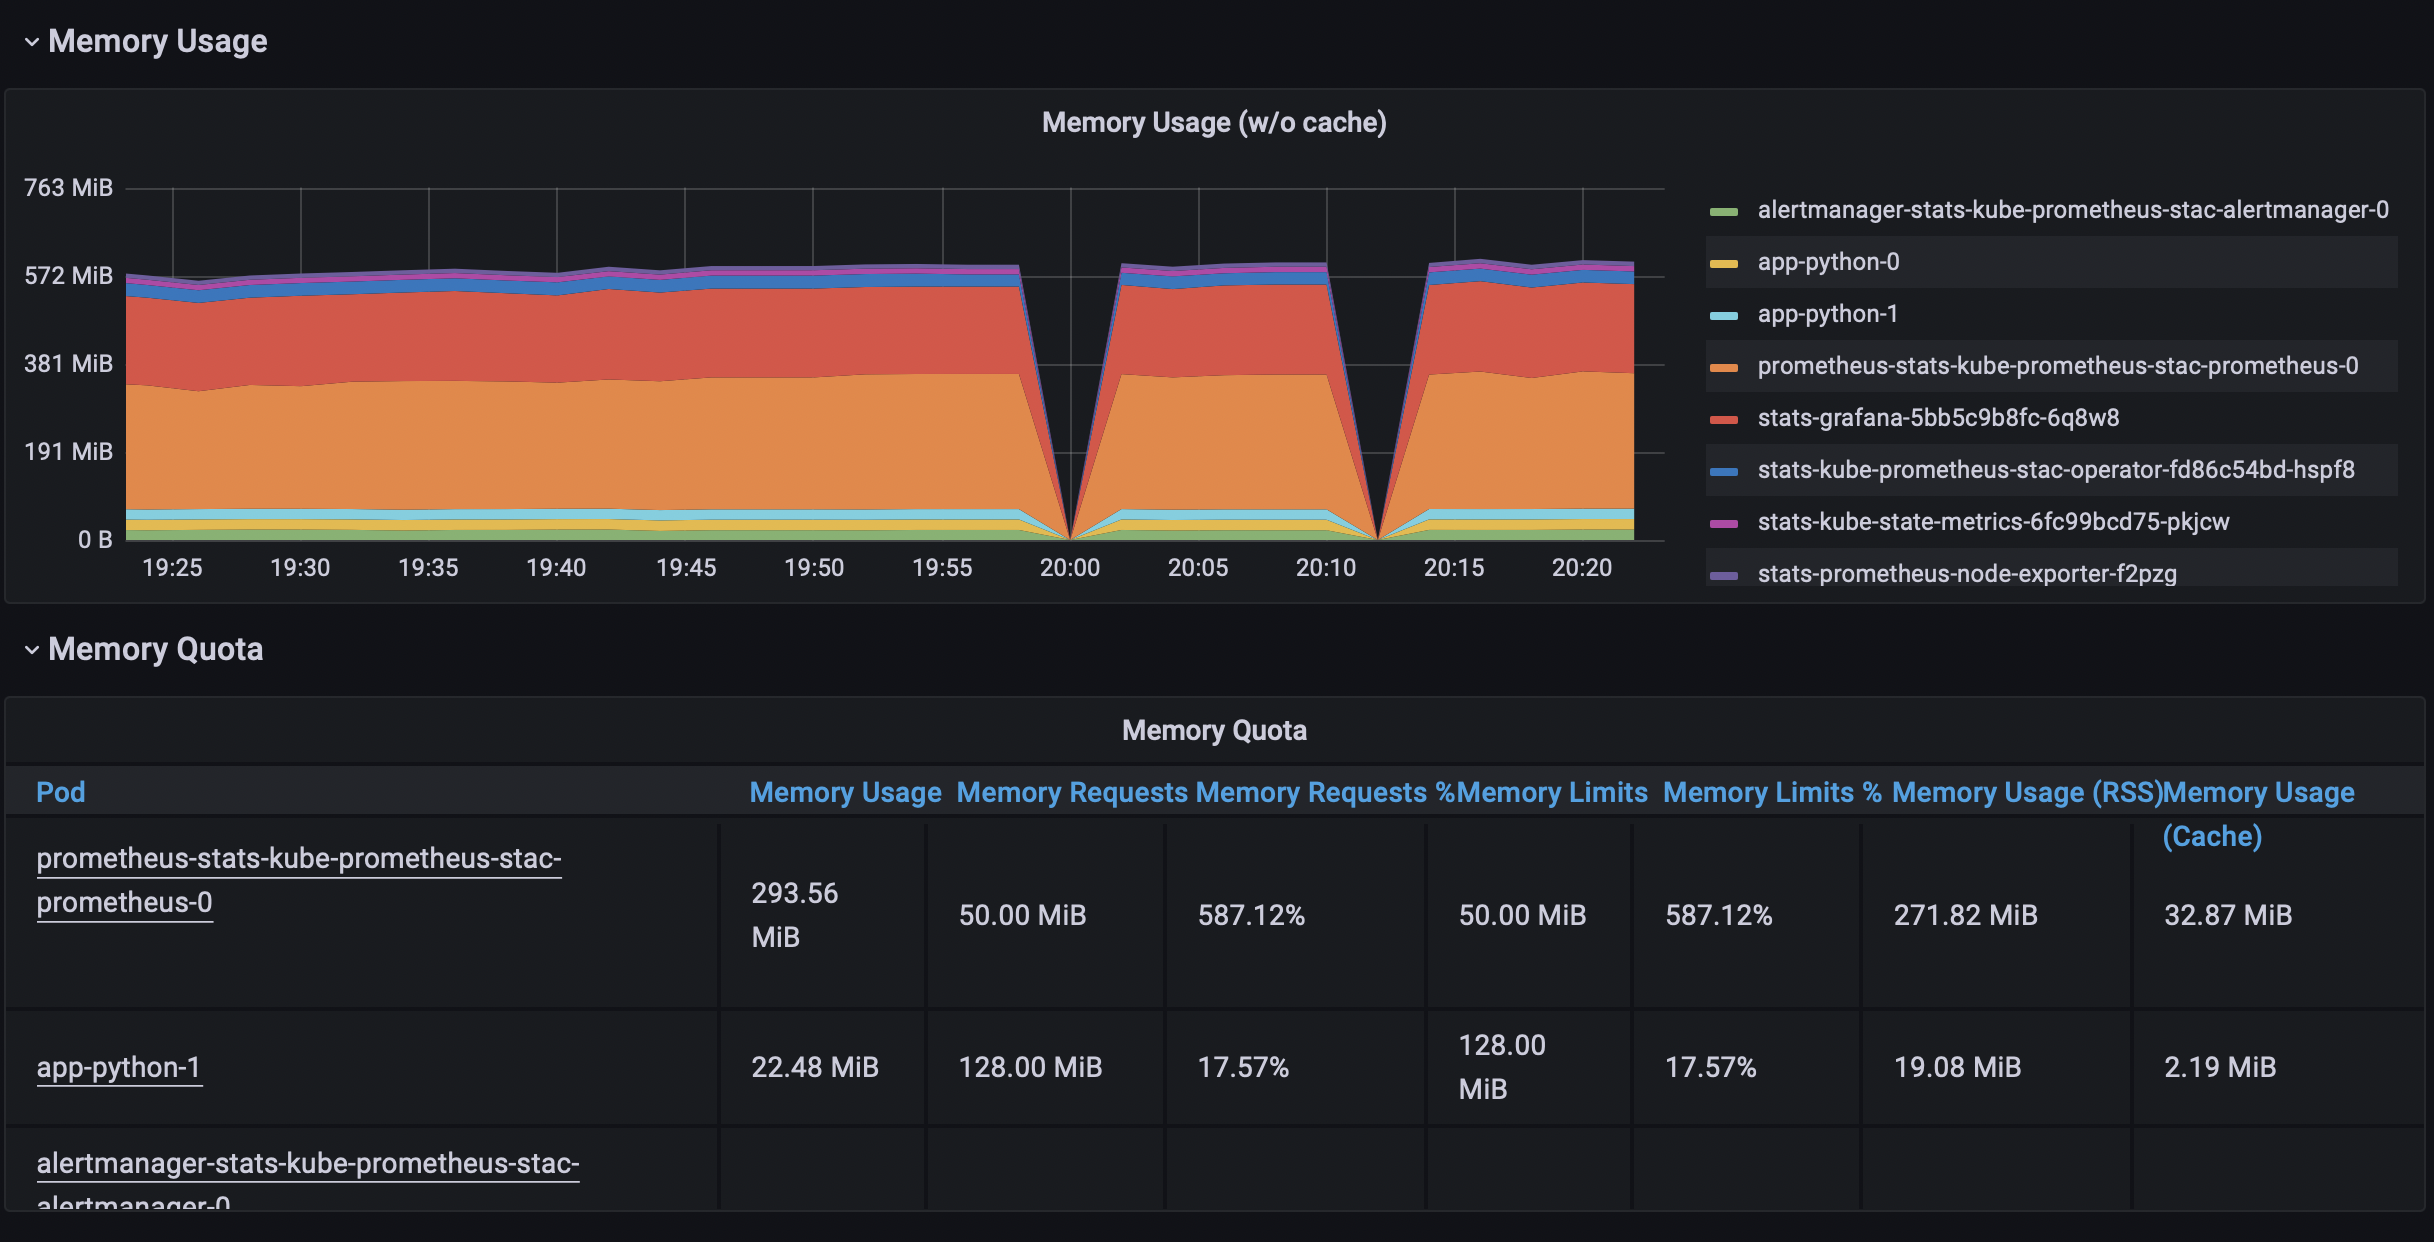 Memory Usage
Memory Usage (w/o cache)
763 MiB
572 MiB
381 MiB
191 MiB
0 B
19:25 19:30 19:35 19:40 19:45 19:50 19:55 20:00 20:05 20:10 20:15 20:20
alertmanager-stats-kube-prometheus-stac-alertmanager-0
app-python-0
app-python-1
prometheus-stats-kube-prometheus-stac-prometheus-0
stats-grafana-5bb5c9b8fc-6q8w8
stats-kube-prometheus-stac-operator-fd86c54bd-hspf8
stats-kube-state-metrics-6fc99bcd75-pkjcw
stats-prometheus-node-exporter-f2pzg
Memory Quota
Memory Quota
Pod Memory Usage Memory Requests Memory Requests % Memory Limits Memory Limits % Memory Usage (RSS) Memory Usage
(Cache)
prometheus-stats-kube-prometheus-stac-
prometheus-0
293.56
MiB
50.00 MiB 587.12% 50.00 MiB 587.12% 271.82 MiB 32.87 MiB
app-python-1 22.48 MiB 128.00 MiB 17.57%
128.00
MiB
17.57% 19.08 MiB 2.19 MiB
alertmanager-stats-kube-prometheus-stac-
alertmanager-0